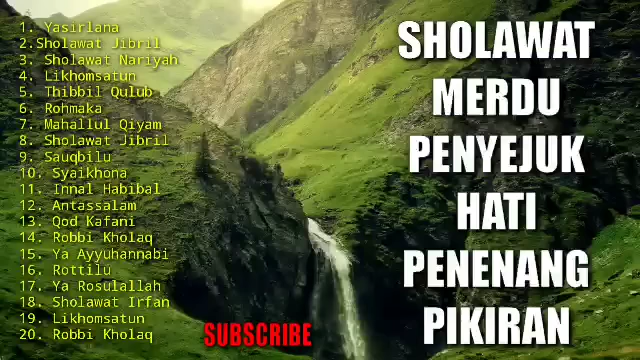 1. Yasirlana
2.Sholawat Jibril
3. Sholawat Nariyah
4. Likhomsatun
5. Thibbil Qulub
6. Rohmaka
7. Mahallul Qiyam
8. Sholawat Jibril
9. Sauqbilu
10. Syaikhona
11. Innal Habibal
12. Antassalam
13. Qod Kafani
14. Robbi Kholaq
15. Ya Ayyuhannabi
16. Rottilu
17. Ya Rosulallah
18. Sholawat Irfan
19. Likhomsatun
20. Robbi Kholaq
SUBSCRIBE
SHOLAWAT
MERDU
PENYEJUK
HATI
PENENANG
PIKIRAN